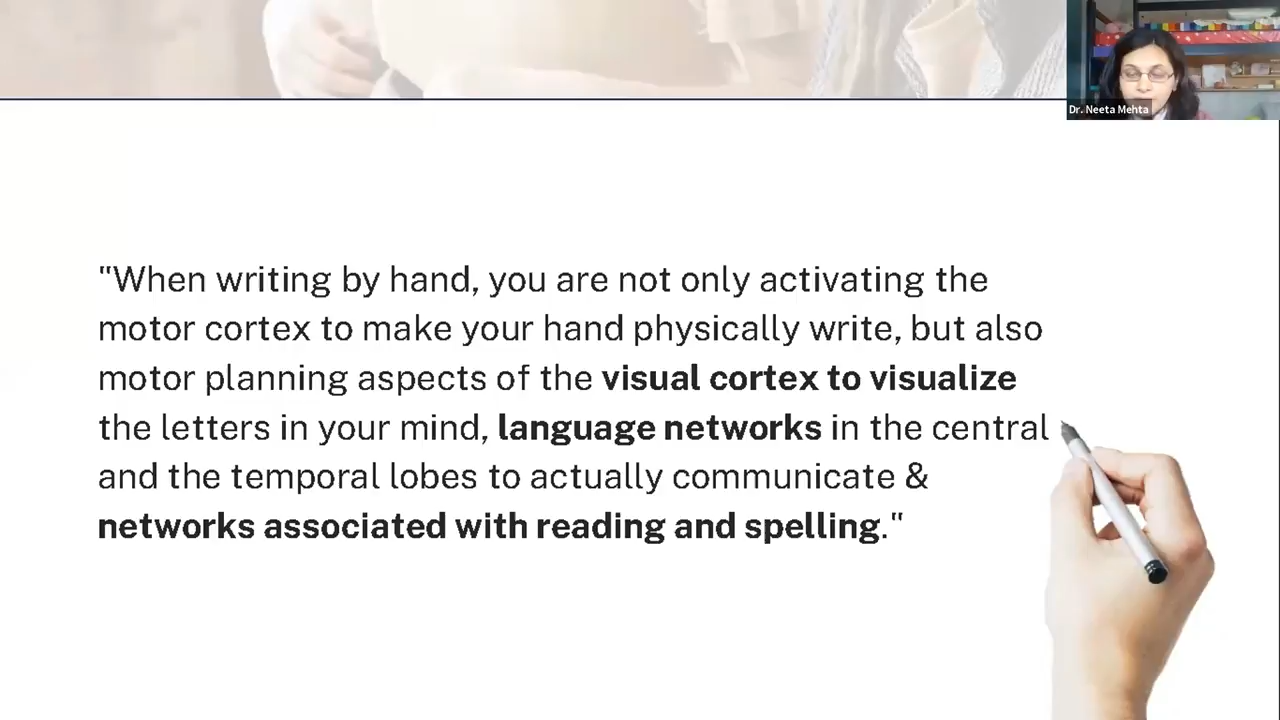 Dr. Neeta Mehta
"When writing by hand, you are not only activating the
motor cortex to make your hand physically write, but also
motor planning aspects of the visual cortex to visualize
the letters in your mind, language networks in the central
and the temporal lobes to actually communicate &
networks associated with reading and spelling."